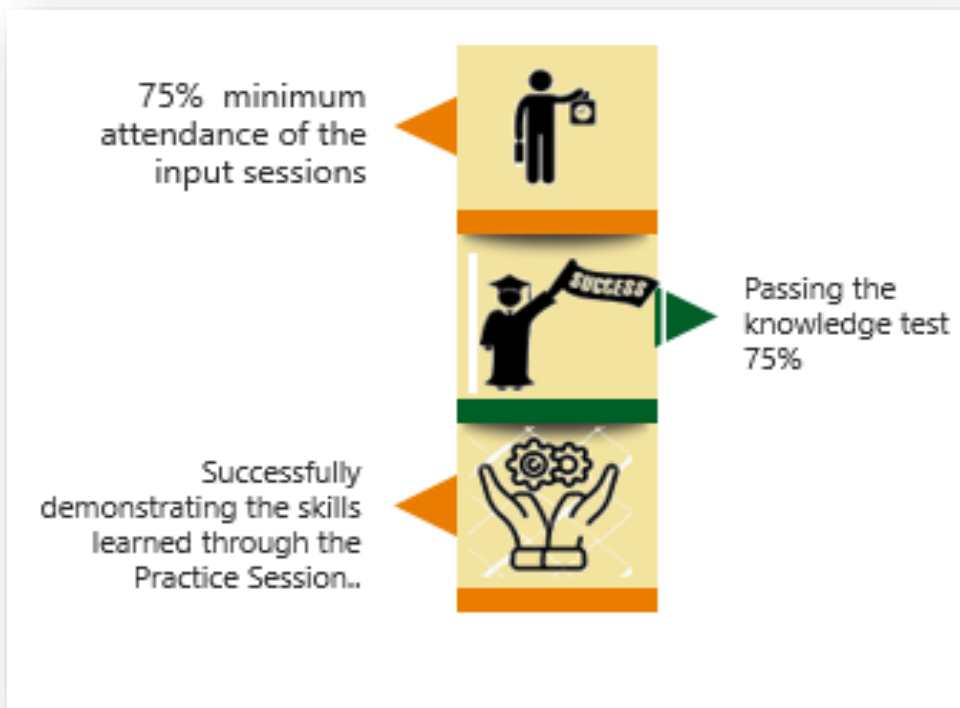 75% minimum
attendance of the
input sessions
SUCCESS
Passing the
knowledge test
75%
Successfully
demonstrating the skills
learned through the
Practice Session..